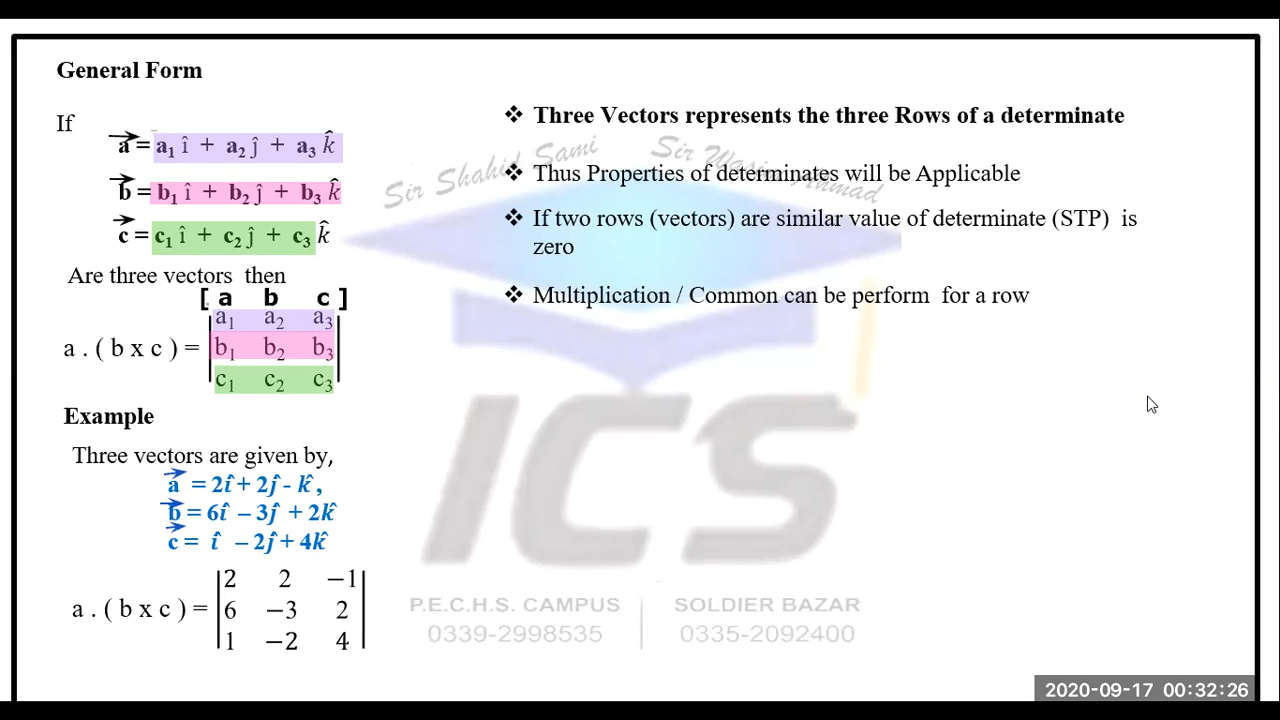 General Form
If
a = a₁ î + a₂ ĵ + a₃ k̂
b = b₁ î + b₂ ĵ + b₃ k̂
c = c₁ î + c₂ ĵ + c₃ k̂
Are three vectors then
[ a b c ]
a . ( b x c ) = | a₁ a₂ a₃ |
| b₁ b₂ b₃ |
| c₁ c₂ c₃ |
Example
Three vectors are given by,
a = 2î + 2ĵ - k̂ ,
b = 6î – 3ĵ + 2k̂
c = î – 2ĵ + 4k̂
a . ( b x c ) = | 2 2 −1 |
| 6 −3 2 |
| 1 −2 4 |
❖ Three Vectors represents the three Rows of a determinate
❖ Thus Properties of determinates will be Applicable
❖ If two rows (vectors) are similar value of determinate (STP) is
zero
❖ Multiplication / Common can be perform for a row
Sir Shahid Sami
Sir Wasi Ahmad
ICS
P.E.C.H.S. CAMPUS
0339-2998535
SOLDIER BAZAR
0335-2092400
2020-09-17 00:32:26